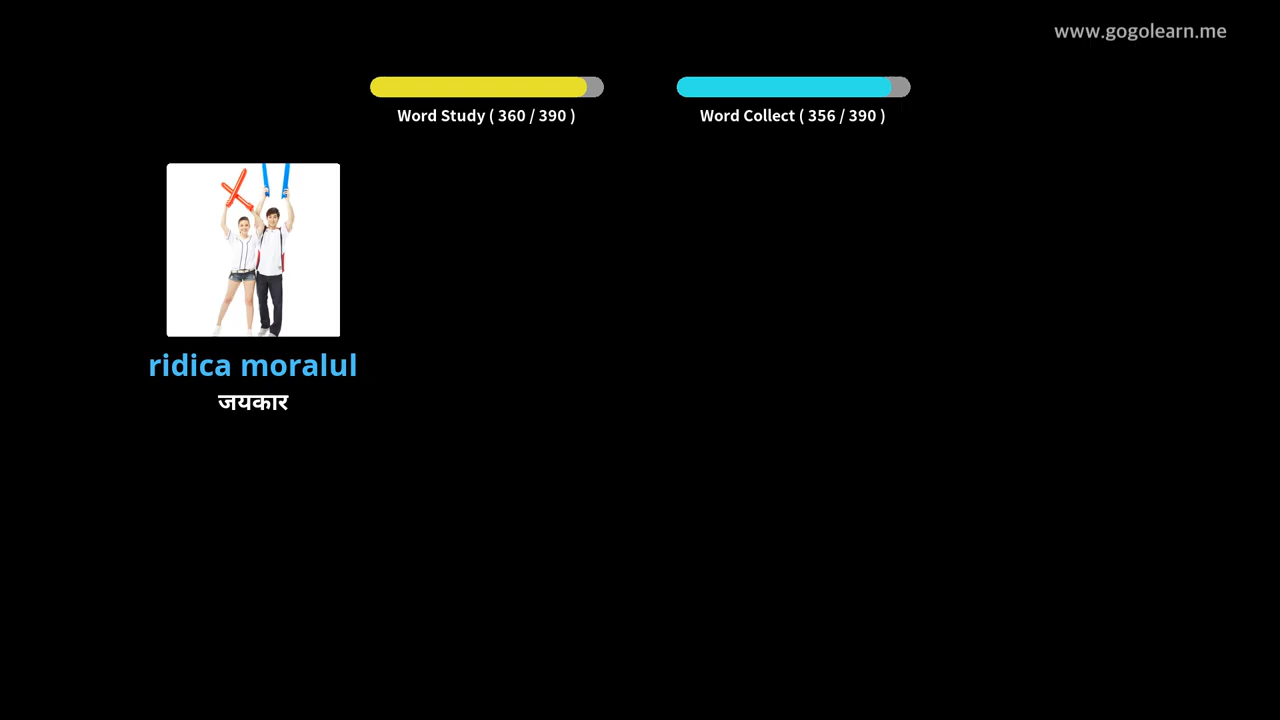 www.gogolearn.me
Word Study ( 360 / 390 )
Word Collect ( 356 / 390 )
ridica moralul
जयकार